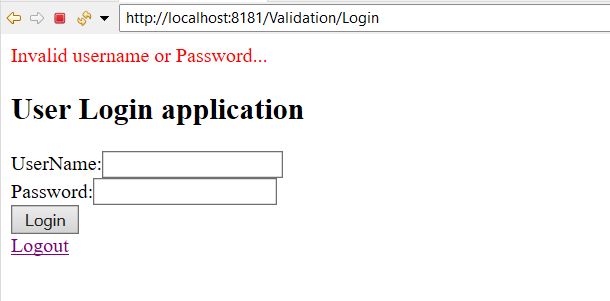 http://localhost:8181/Validation/Login
Invalid username or Password...
User Login application
UserName:
Password:
Login
Logout